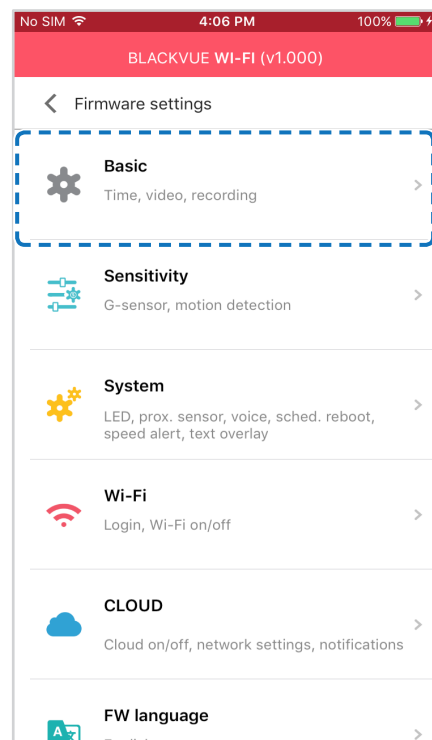 No SIM 4:06 PM 100%
BLACKVUE WI-FI (v1.000)
Firmware settings
Basic
Time, video, recording
Sensitivity
G-sensor, motion detection
System
LED, prox. sensor, voice, sched. reboot,
speed alert, text overlay
Wi-Fi
Login, Wi-Fi on/off
CLOUD
Cloud on/off, network settings, notifications
FW language